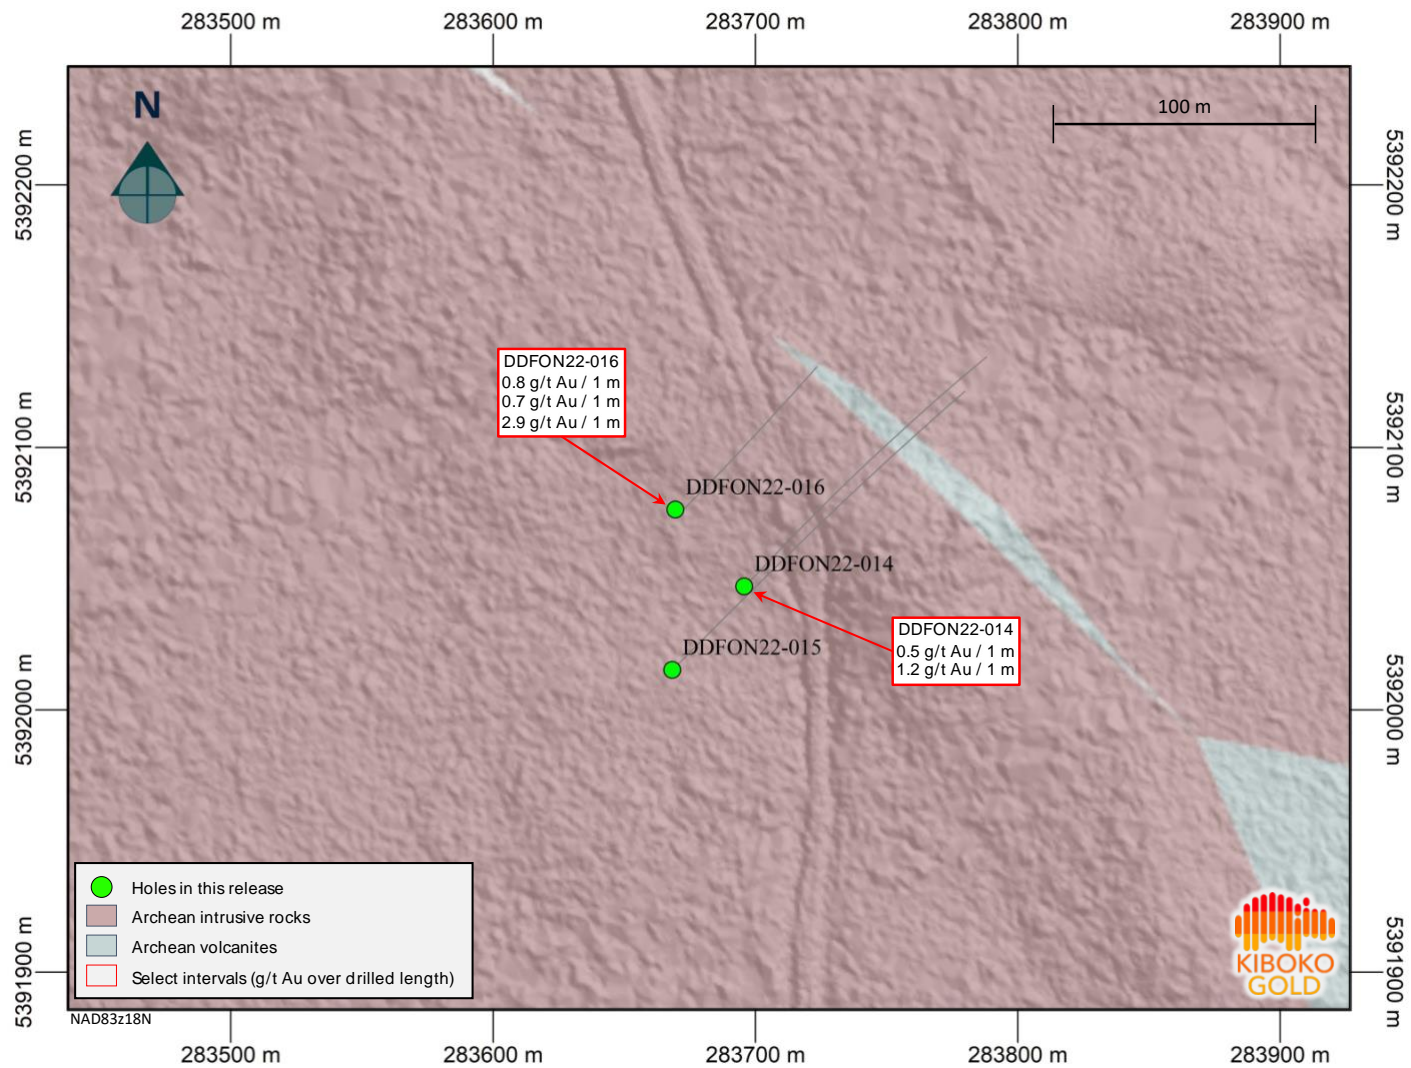 283500 m
283600 m
283700 m
283800 m
283900 m
N
100 m
5392200 m
5392200 m
DDFON22-016
0.8 g/t Au / 1 m
0.7 g/t Au / 1 m
2.9 g/t Au / 1 m
5392100 m
5392100 m
DDFON22-016
DDFON22-014
DDFON22-014
0.5 g/t Au / 1 m
1.2 g/t Au / 1 m
DDFON22-015
5392000 m
5392000 m
Holes in this release
Archean intrusive rocks
Archean volcanites
Select intervals (g/t Au over drilled length)
KIBOKO
GOLD
5391900 m
5391900 m
NAD83z18N
283500 m
283600 m
283700 m
283800 m
283900 m